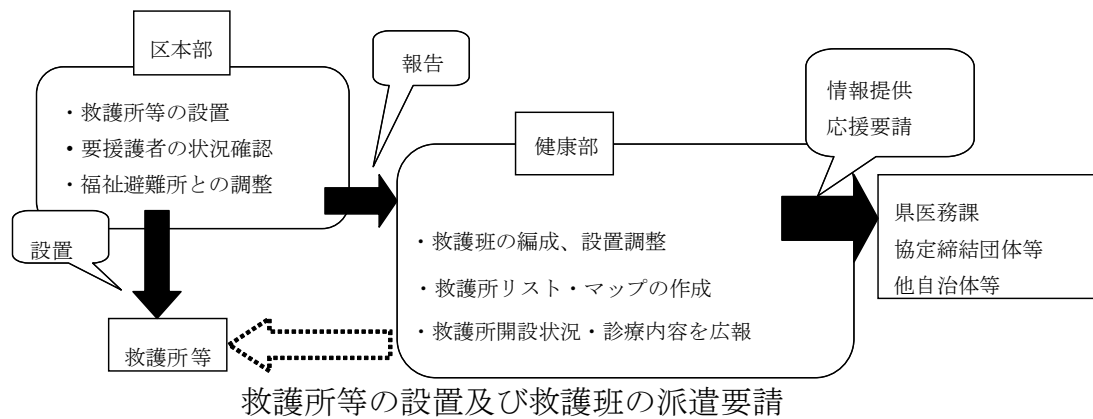 区本部
・救護所等の設置
・要援護者の状況確認
・福祉避難所との調整
報告
設置
救護所等
健康部
・救護班の編成、設置調整
・救護所リスト・マップの作成
・救護所開設状況・診療内容を広報
情報提供
応援要請
県医務課
協定締結団体等
他自治体等
救護所等の設置及び救護班の派遣要請